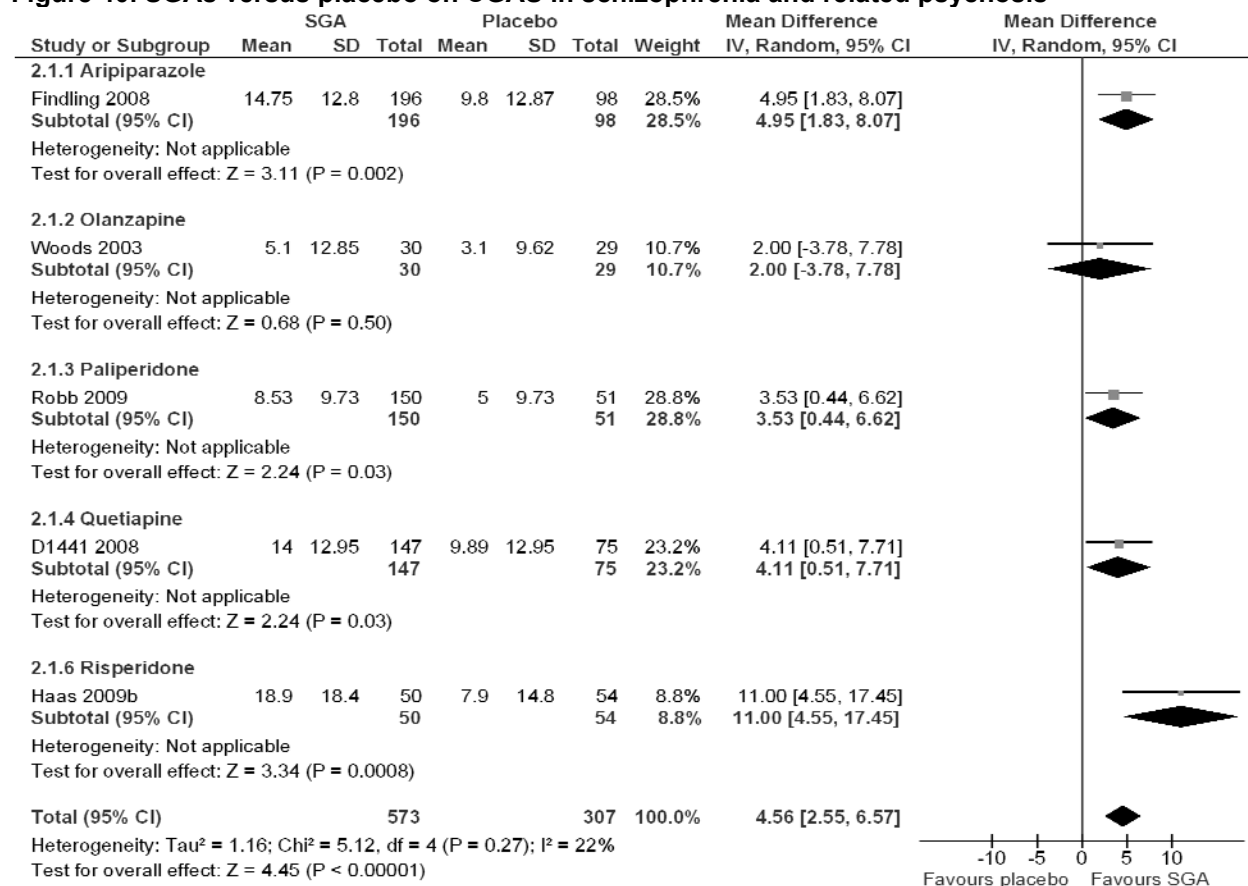 SGA Placebo Mean Difference Mean Difference
Study or Subgroup Mean SD Total Mean SD Total Weight IV, Random, 95% CI IV, Random, 95% CI
2.1.1 Aripiparazole
Findling 2008 14.75 12.8 196 9.8 12.87 98 28.5% 4.95 [1.83, 8.07]
Subtotal (95% CI) 196 98 28.5% 4.95 [1.83, 8.07]
Heterogeneity: Not applicable
Test for overall effect: Z = 3.11 (P = 0.002)
2.1.2 Olanzapine
Woods 2003 5.1 12.85 30 3.1 9.62 29 10.7% 2.00 [-3.78, 7.78]
Subtotal (95% CI) 30 29 10.7% 2.00 [-3.78, 7.78]
Heterogeneity: Not applicable
Test for overall effect: Z = 0.68 (P = 0.50)
2.1.3 Paliperidone
Robb 2009 8.53 9.73 150 5 9.73 51 28.8% 3.53 [0.44, 6.62]
Subtotal (95% CI) 150 51 28.8% 3.53 [0.44, 6.62]
Heterogeneity: Not applicable
Test for overall effect: Z = 2.24 (P = 0.03)
2.1.4 Quetiapine
D1441 2008 14 12.95 147 9.89 12.95 75 23.2% 4.11 [0.51, 7.71]
Subtotal (95% CI) 147 75 23.2% 4.11 [0.51, 7.71]
Heterogeneity: Not applicable
Test for overall effect: Z = 2.24 (P = 0.03)
2.1.6 Risperidone
Haas 2009b 18.9 18.4 50 7.9 14.8 54 8.8% 11.00 [4.55, 17.45]
Subtotal (95% CI) 50 54 8.8% 11.00 [4.55, 17.45]
Heterogeneity: Not applicable
Test for overall effect: Z = 3.34 (P = 0.0008)
Total (95% CI) 573 307 100.0% 4.56 [2.55, 6.57]
Heterogeneity: Tau² = 1.16; Chi² = 5.12, df = 4 (P = 0.27); I² = 22%
Test for overall effect: Z = 4.45 (P < 0.00001)
-10 -5 0 5 10
Favours placebo Favours SGA